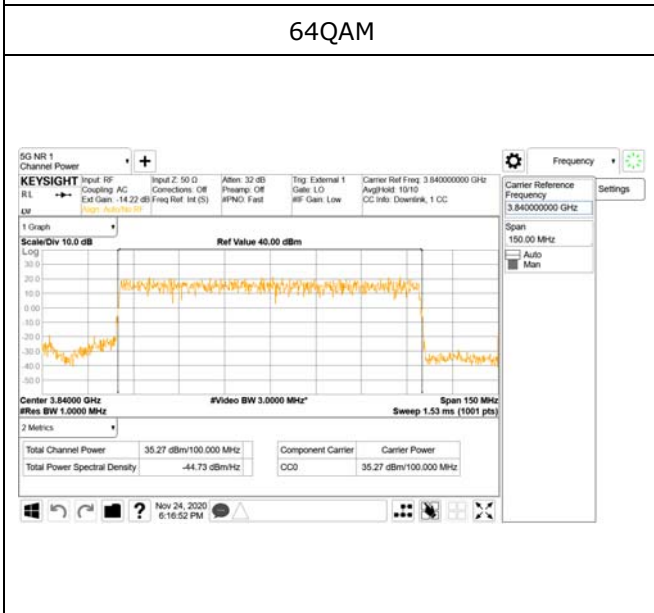 64QAM
5G NR 1
Channel Power
KEYSIGHT
RL
Input: RF
Coupling: AC
Ext Gain: -14.22 dB
Align: Auto/No RF
Input Z: 50 Ω
Corrections: Off
Freq Ref: Int (S)
Atten: 32 dB
Preamp: Off
#PNO: Fast
Trig: External 1
Gate: LO
#IF Gain: Low
Carrier Ref Freq: 3.840000000 GHz
Avg|Hold: 10/10
CC Info: Downlink, 1 CC
Frequency
Settings
Carrier Reference
Frequency
3.840000000 GHz
Span
150.00 MHz
Auto
Man
1 Graph
Scale/Div 10.0 dB
Ref Value 40.00 dBm
Log
30.0
20.0
10.0
0.00
-10.0
-20.0
-30.0
-40.0
-50.0
Center 3.84000 GHz
#Video BW 3.0000 MHz*
Span 150 MHz
#Res BW 1.0000 MHz
Sweep 1.53 ms (1001 pts)
2 Metrics
Total Channel Power 35.27 dBm/100.000 MHz
Total Power Spectral Density -44.73 dBm/Hz
Component Carrier Carrier Power
CC0 35.27 dBm/100.000 MHz
?
Nov 24, 2020
6:16:52 PM